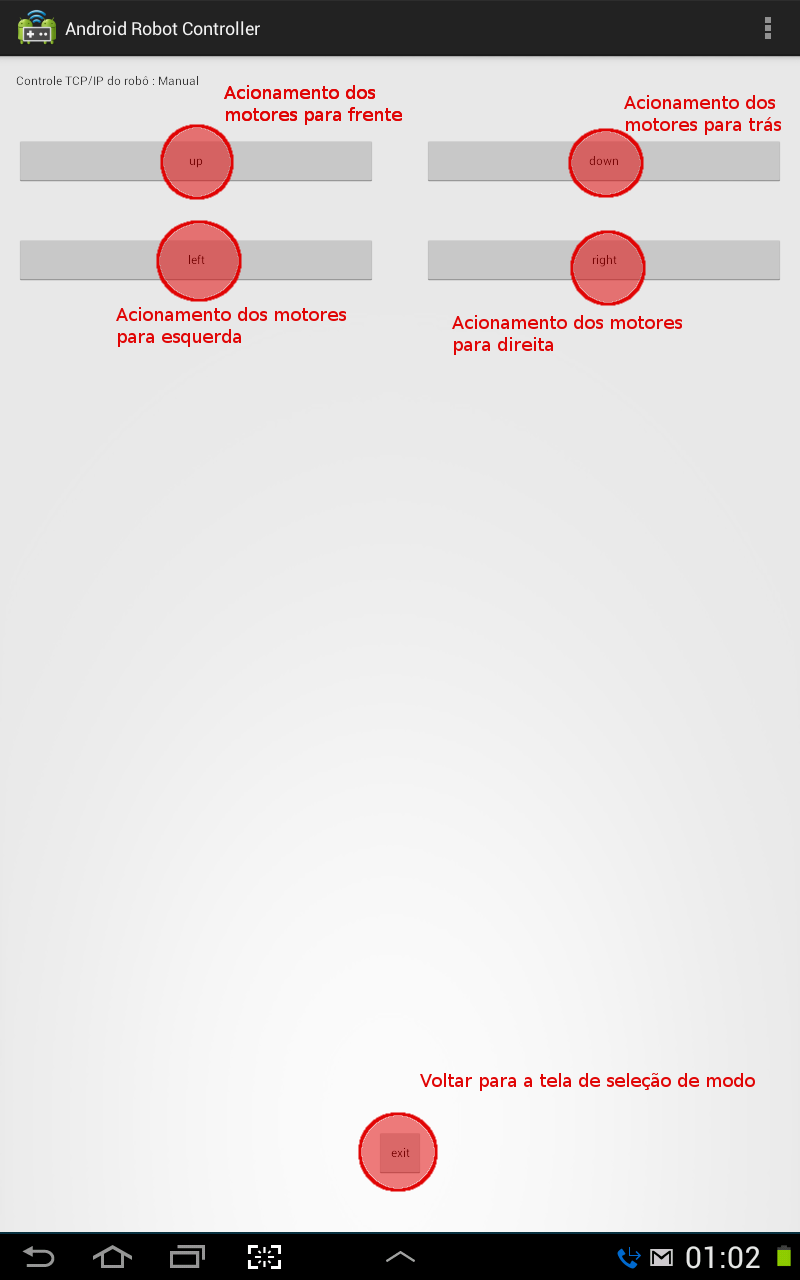 Android Robot Controller
Controle TCP/IP do robô : Manual
Acionamento dos
motores para frente
Acionamento dos
motores para trás
up
down
left
right
Acionamento dos motores
para esquerda
Acionamento dos motores
para direita
Voltar para a tela de seleção de modo
exit
01:02